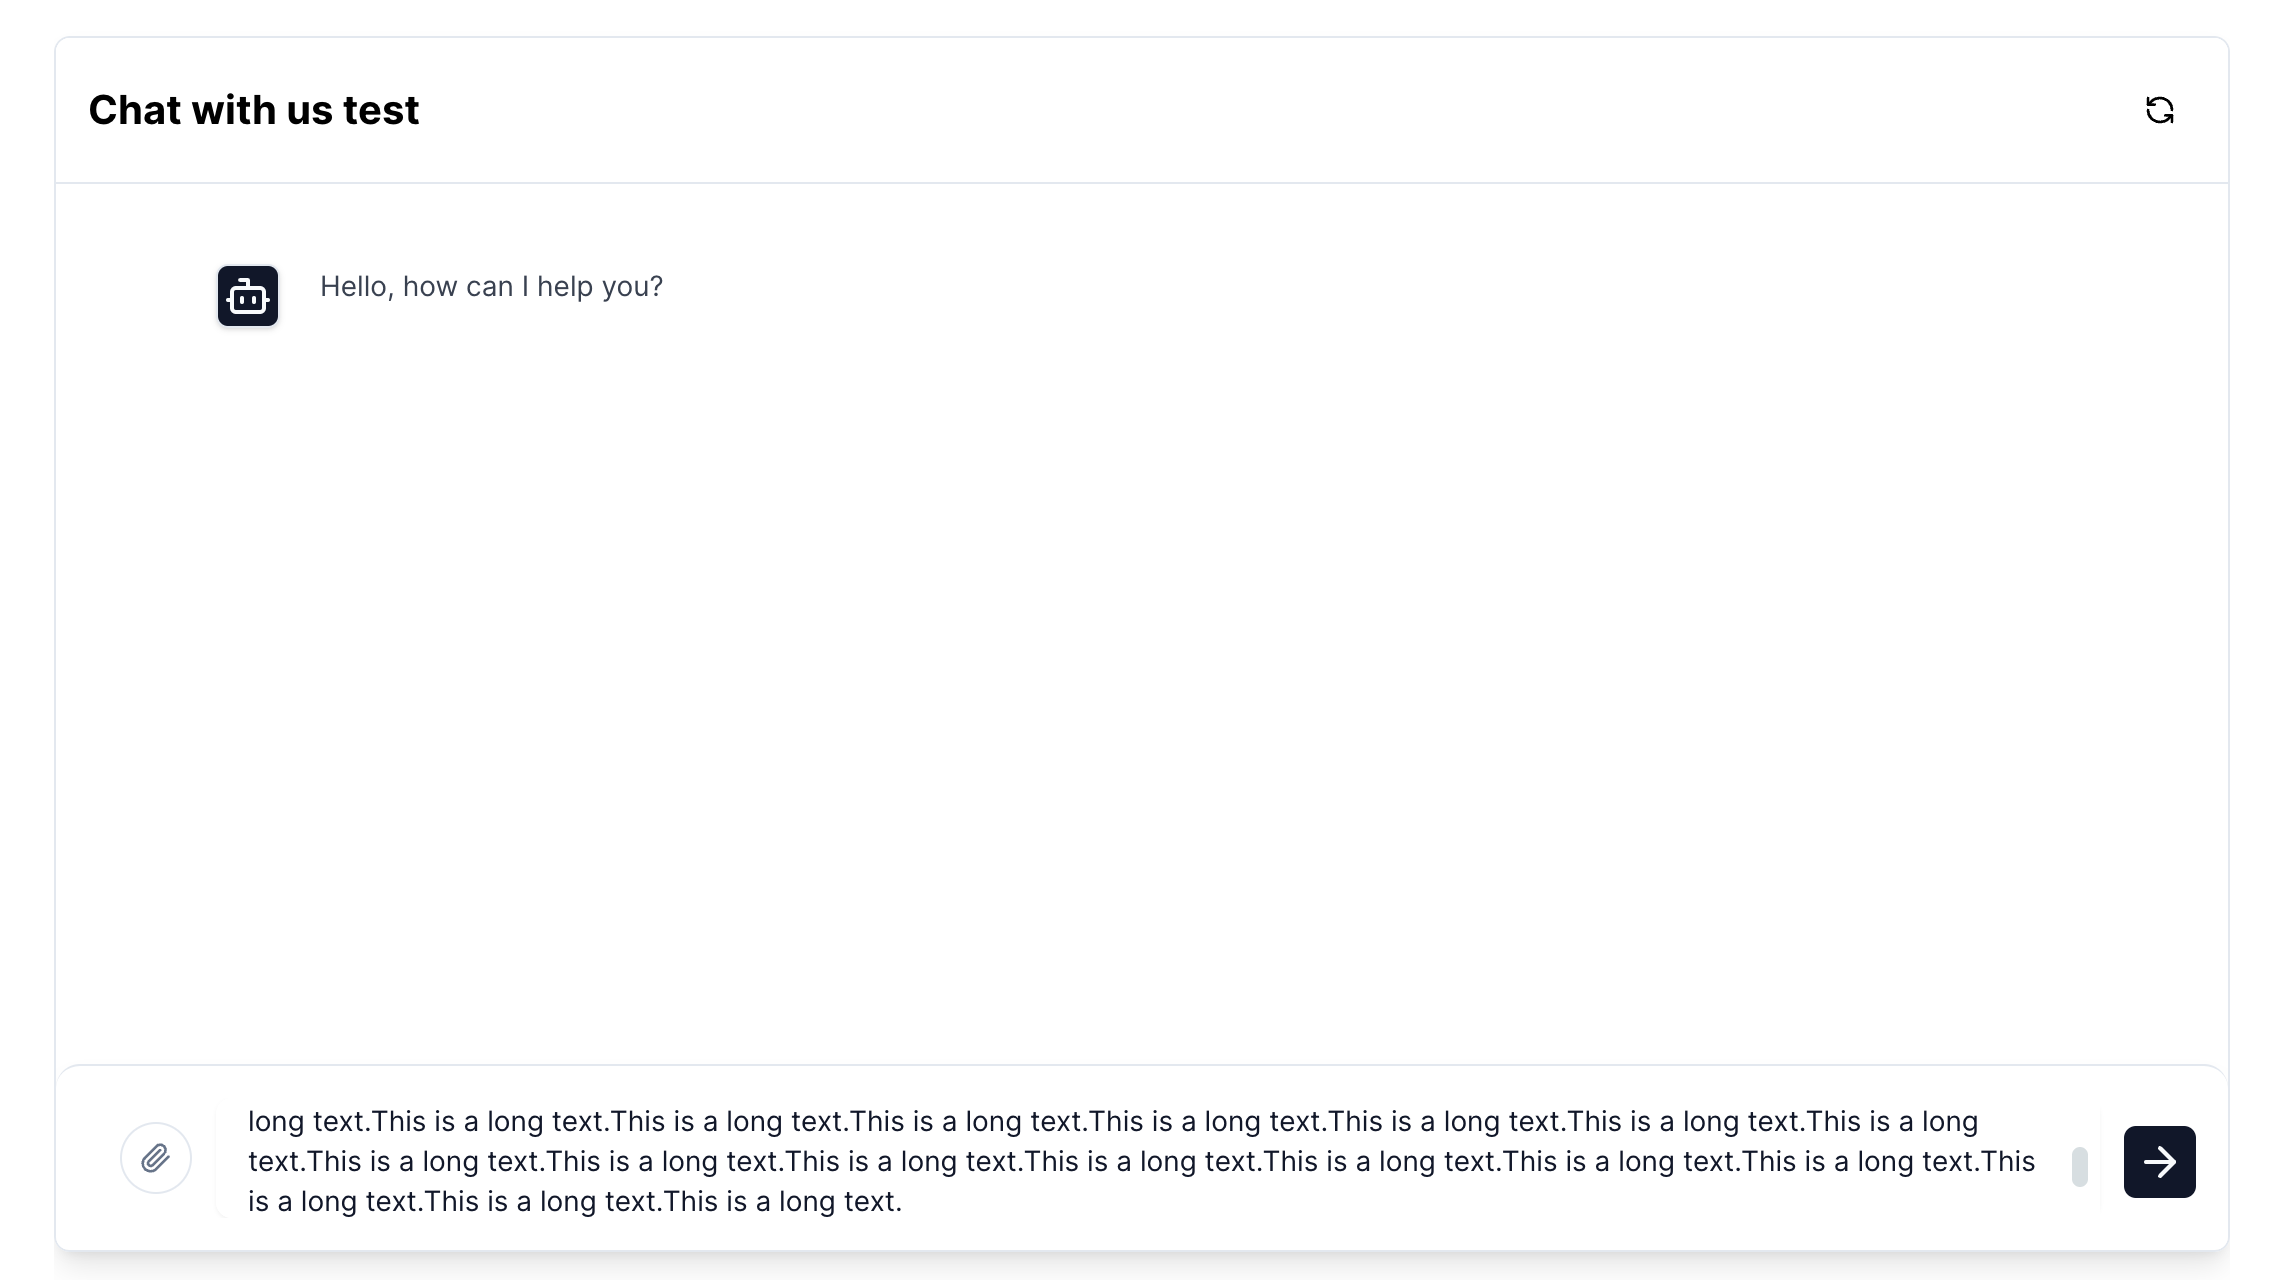 Chat with us test
Hello, how can I help you?
long text.This is a long text.This is a long text.This is a long text.This is a long text.This is a long text.This is a long text.This is a long
text.This is a long text.This is a long text.This is a long text.This is a long text.This is a long text.This is a long text.This is a long text.This
is a long text.This is a long text.This is a long text.